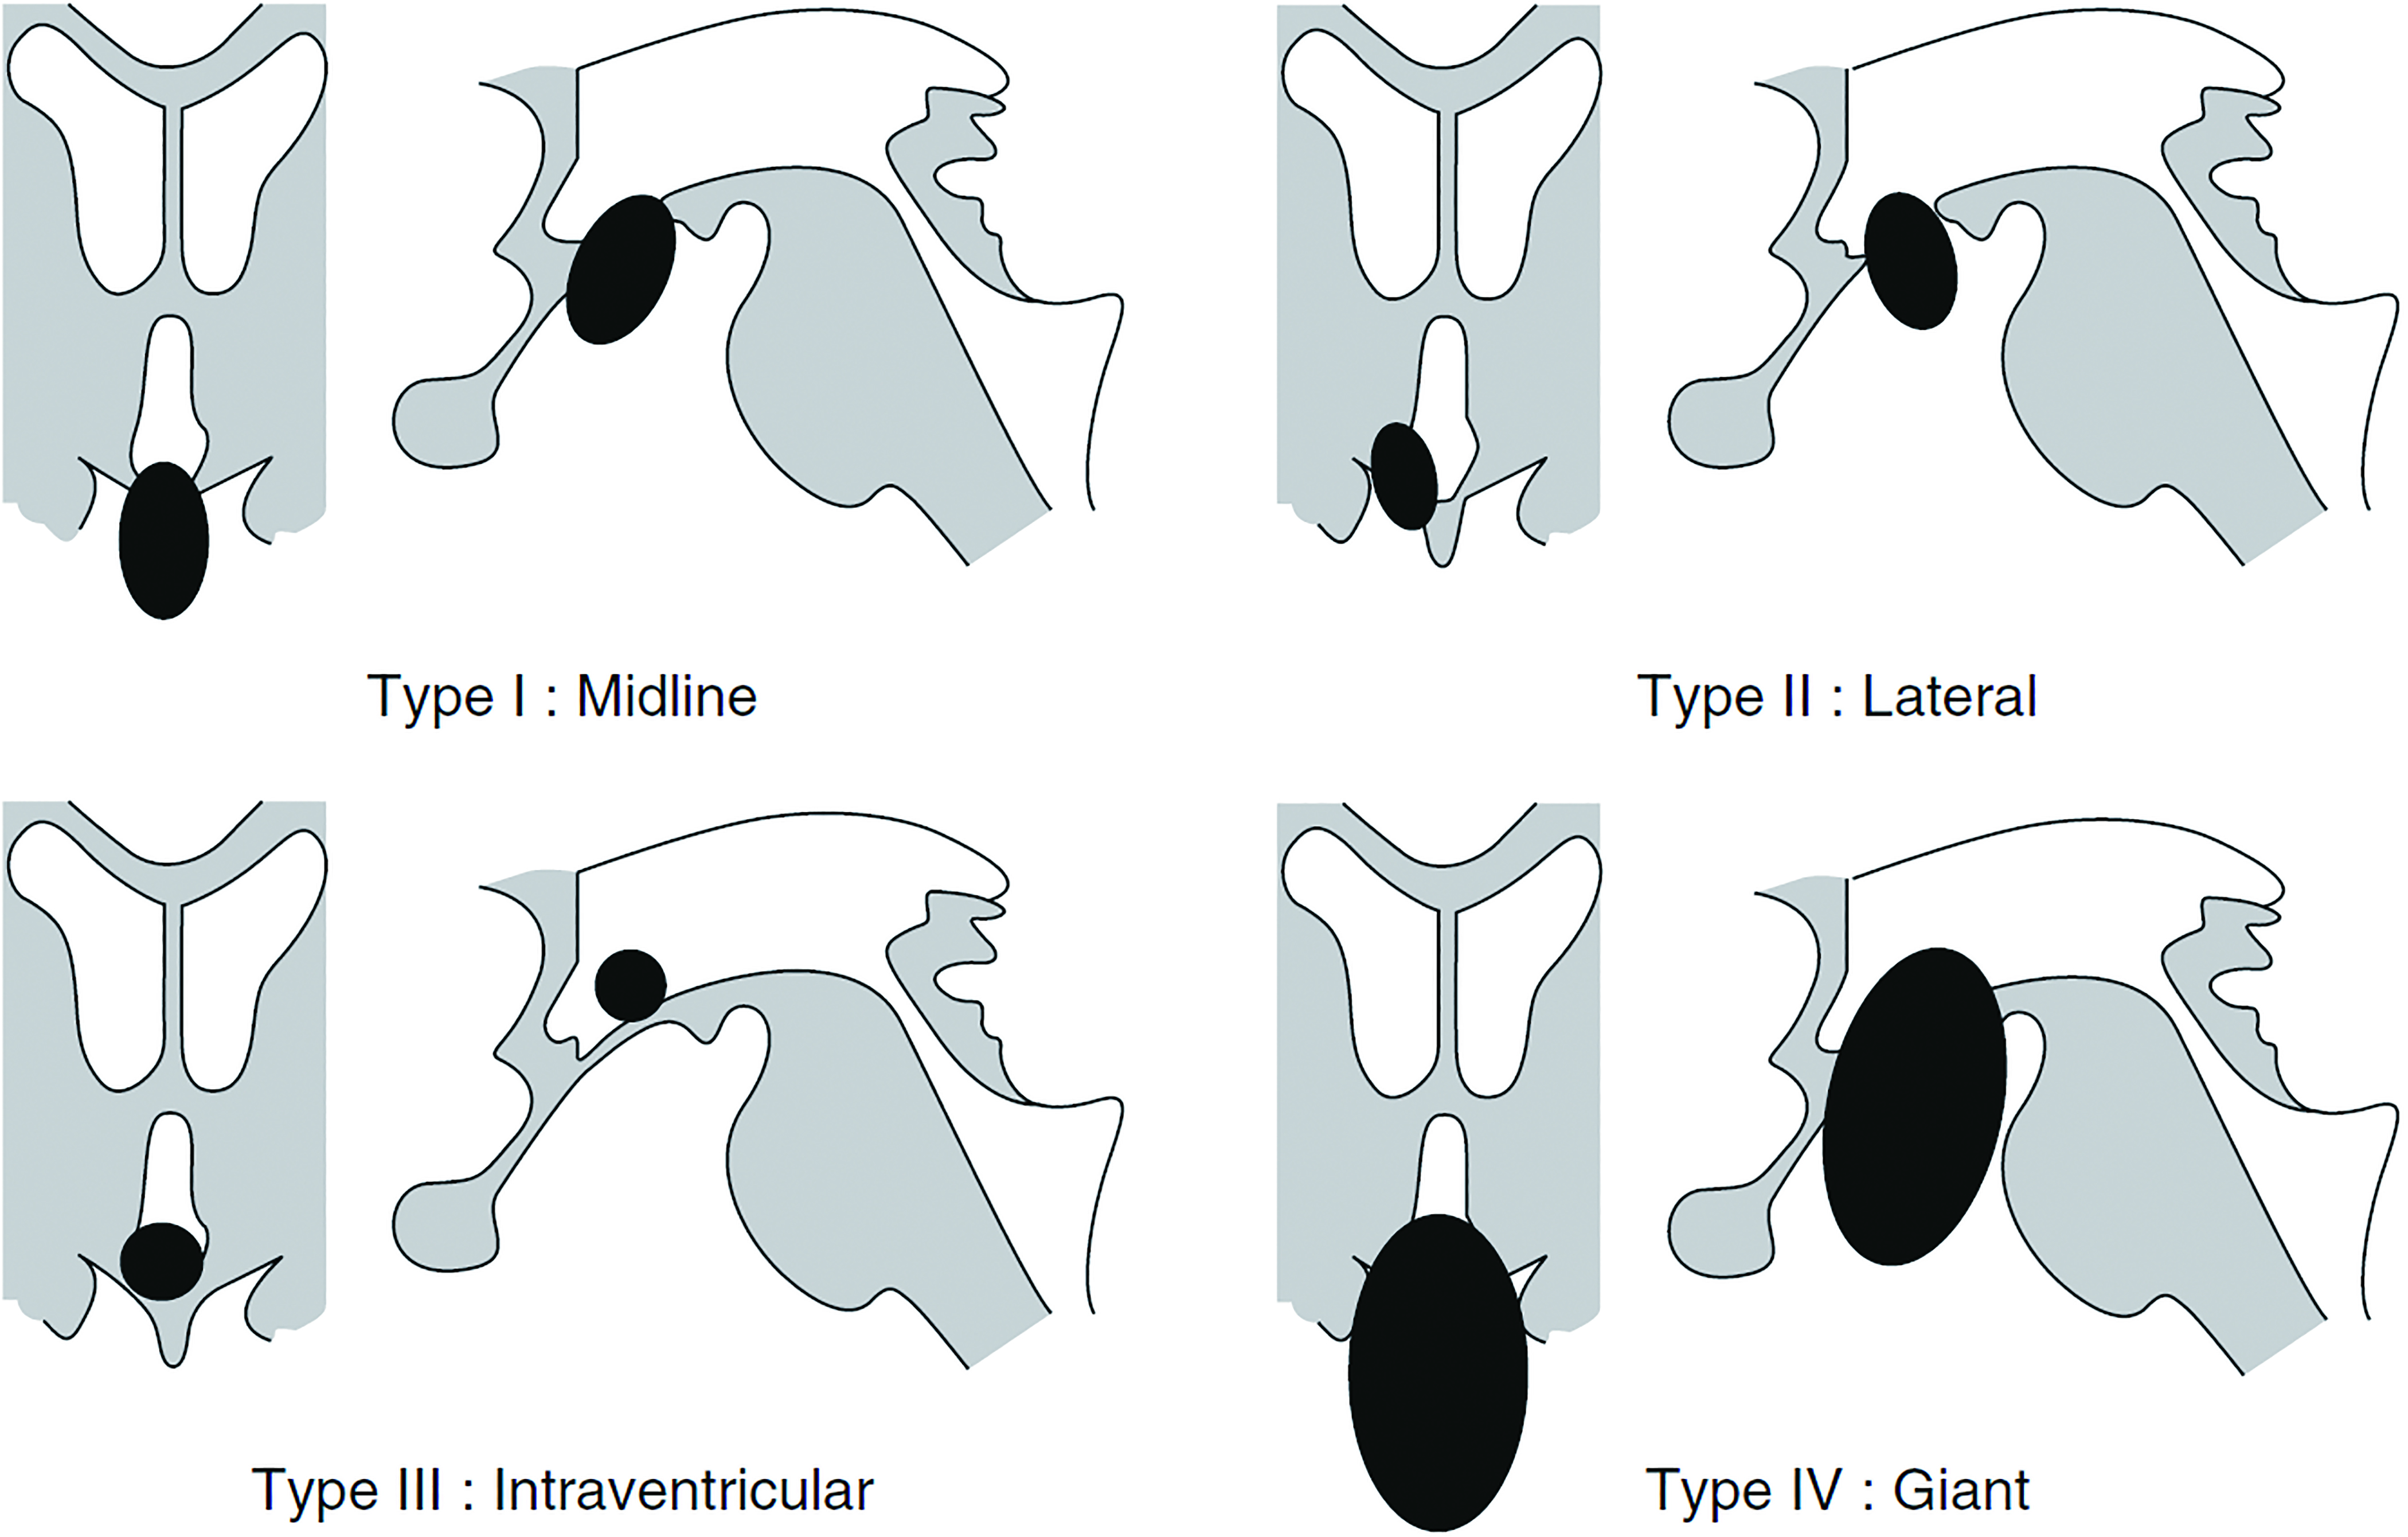 Type I : Midline
Type II : Lateral
Type III : Intraventricular
Type IV : Giant